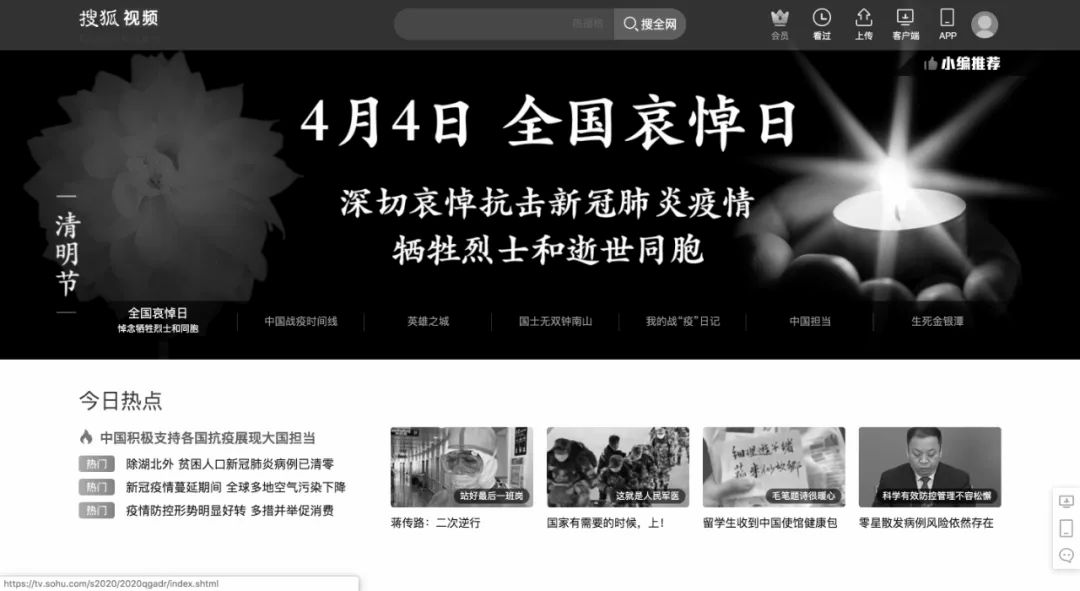 搜狐视频
搜全网
会员
看过
上传
客户端
APP
小编推荐
4月4日 全国哀悼日
深切哀悼抗击新冠肺炎疫情
牺牲烈士和逝世同胞
清明节
全国哀悼日
悼念牺牲烈士和同胞
中国战疫时间线
英雄之城
国士无双钟南山
我的战“疫”日记
中国担当
生死金银潭
今日热点
中国积极支持各国抗疫展现大国担当
热门 除湖北外 贫困人口新冠肺炎病例已清零
热门 新冠疫情蔓延期间 全球多地空气污染下降
热门 疫情防控形势明显好转 多措并举促消费
站好最后一班岗
蒋传路：二次逆行
这就是人民军医
国家有需要的时候，上！
毛笔题诗很暖心
留学生收到中国使馆健康包
科学有效防控管理不容松懈
零星散发病例风险依然存在
https://tv.sohu.com/s2020/2020qgadr/index.shtml